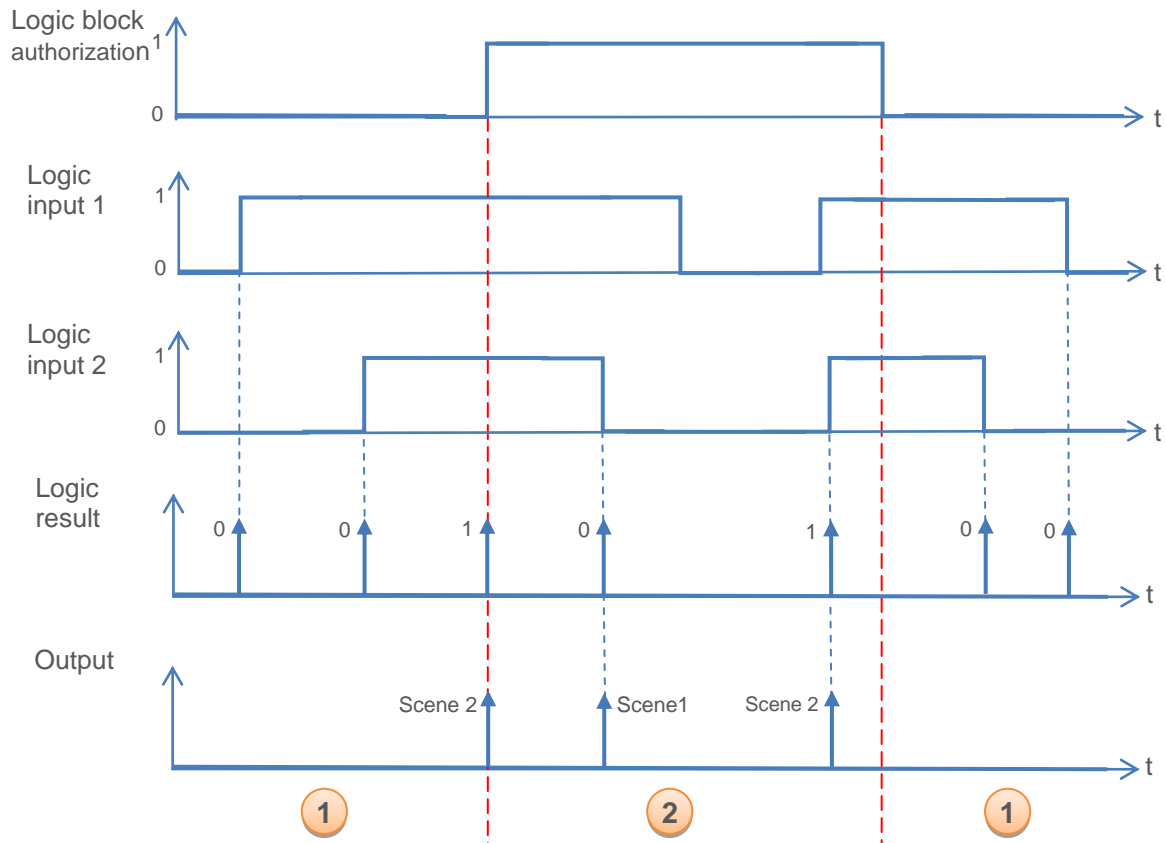 Logic block
authorization
1
0
t
Logic
input 1
1
0
t
Logic
input 2
1
0
t
Logic
result
0
0
1
0
1
0
0
t
Output
Scene 2
Scene1
Scene 2
t
1
2
1